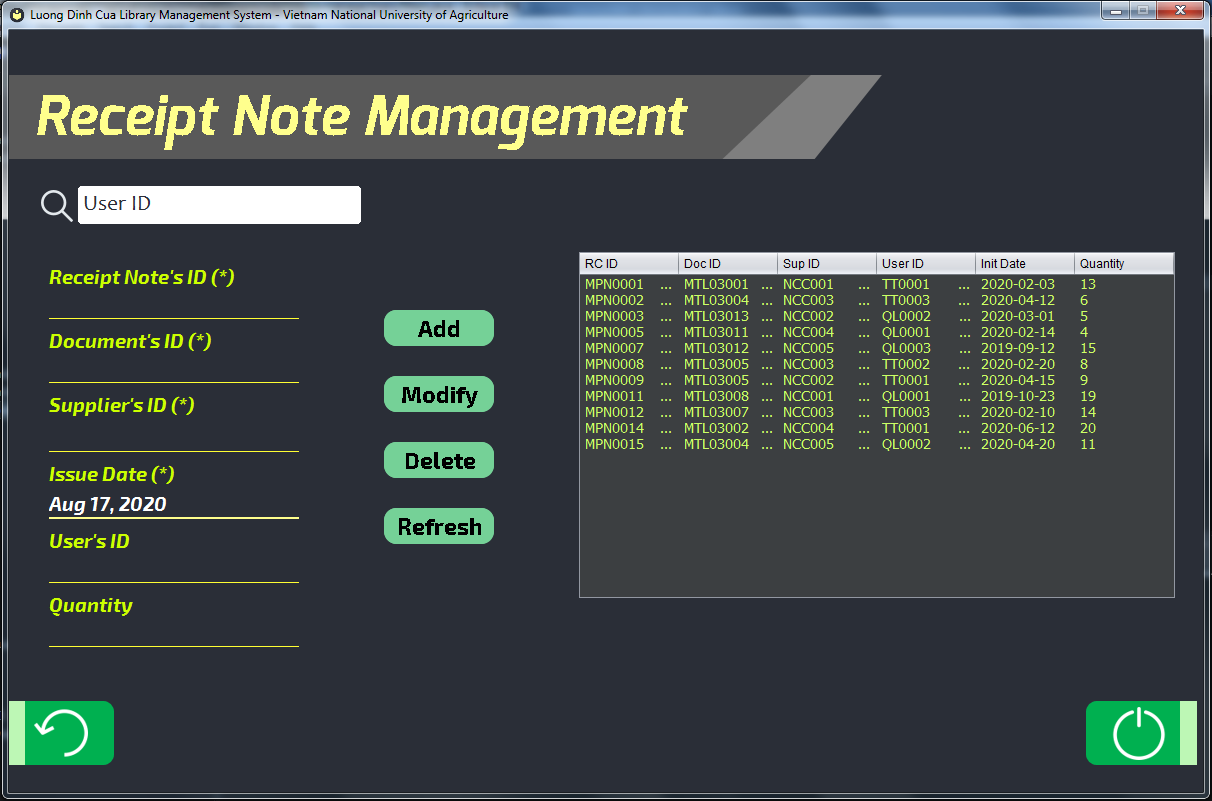 Luong Dinh Cua Library Management System - Vietnam National University of Agriculture
Receipt Note Management
User ID
Receipt Note's ID (*)
Document's ID (*)
Supplier's ID (*)
Issue Date (*)
Aug 17, 2020
User's ID
Quantity
Add
Modify
Delete
Refresh
RC ID Doc ID Sup ID User ID Init Date Quantity
MPN0001 ... MTL03001 ... NCC001 ... TT0001 ... 2020-02-03 13
MPN0002 ... MTL03004 ... NCC003 ... TT0003 ... 2020-04-12 6
MPN0003 ... MTL03013 ... NCC002 ... QL0002 ... 2020-03-01 5
MPN0005 ... MTL03011 ... NCC004 ... QL0001 ... 2020-02-14 4
MPN0007 ... MTL03012 ... NCC005 ... QL0003 ... 2019-09-12 15
MPN0008 ... MTL03005 ... NCC003 ... TT0002 ... 2020-02-20 8
MPN0009 ... MTL03005 ... NCC002 ... TT0001 ... 2020-04-15 9
MPN0011 ... MTL03008 ... NCC001 ... QL0001 ... 2019-10-23 19
MPN0012 ... MTL03007 ... NCC003 ... TT0003 ... 2020-02-10 14
MPN0014 ... MTL03002 ... NCC004 ... TT0001 ... 2020-06-12 20
MPN0015 ... MTL03004 ... NCC005 ... QL0002 ... 2020-04-20 11